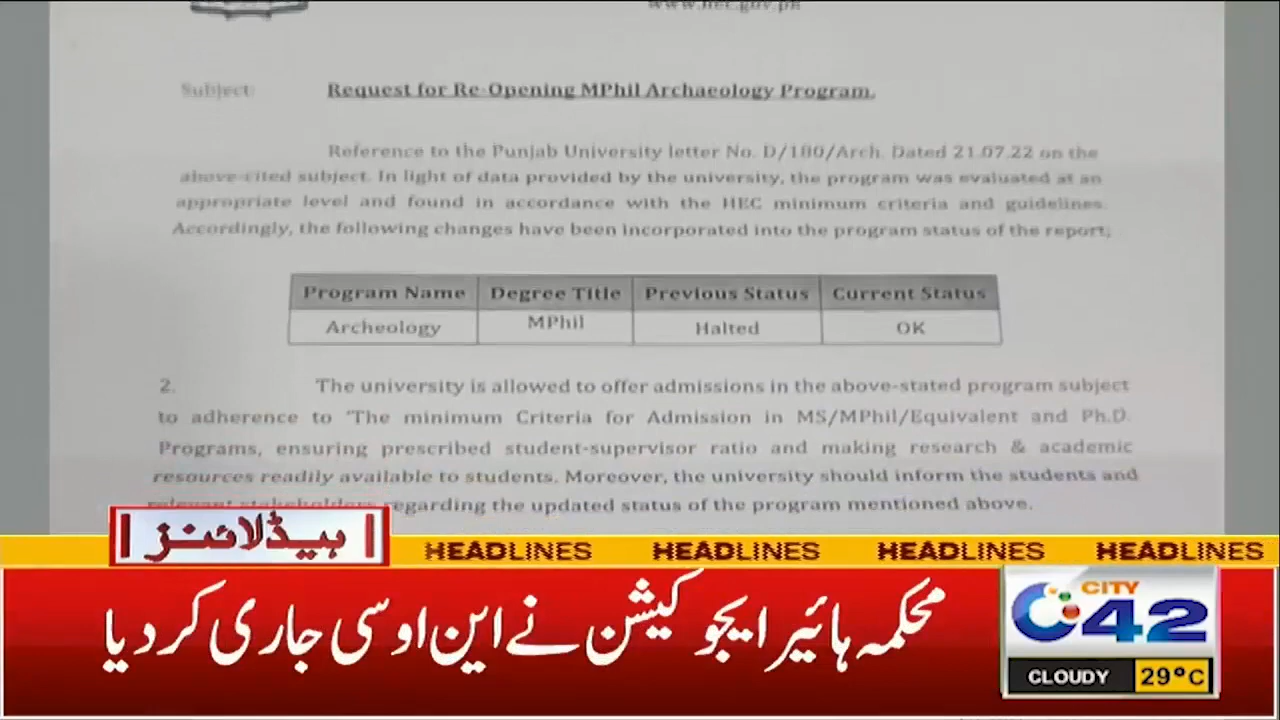 www.hec.gov.pk
Subject: Request for Re-Opening MPhil Archaeology Program.
Reference to the Punjab University letter No. D/180/Arch. Dated 21.07.22 on the
above-cited subject. In light of data provided by the university, the program was evaluated at an
appropriate level and found in accordance with the HEC minimum criteria and guidelines.
Accordingly, the following changes have been incorporated into the program status of the report;
Program Name Degree Title Previous Status Current Status
Archeology MPhil Halted OK
2. The university is allowed to offer admissions in the above-stated program subject
to adherence to 'The minimum Criteria for Admission in MS/MPhil/Equivalent and Ph.D.
Programs, ensuring prescribed student-supervisor ratio and making research & academic
resources readily available to students. Moreover, the university should inform the students and
relevant stakeholders regarding the updated status of the program mentioned above.
ہیڈلائنز
HEADLINES HEADLINES HEADLINES HEADLINES
محکمہ ہائیر ایجوکیشن نے این او سی جاری کر دیا
CITY
42
CLOUDY 29°C